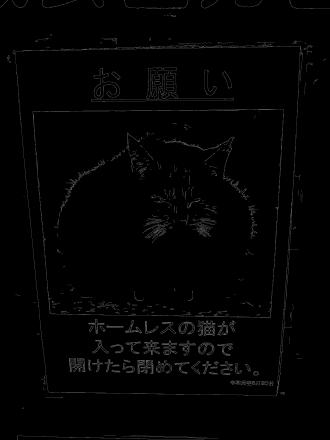 お願い
ホームレスの猫が
入って来ますので
開けたら閉めてください。